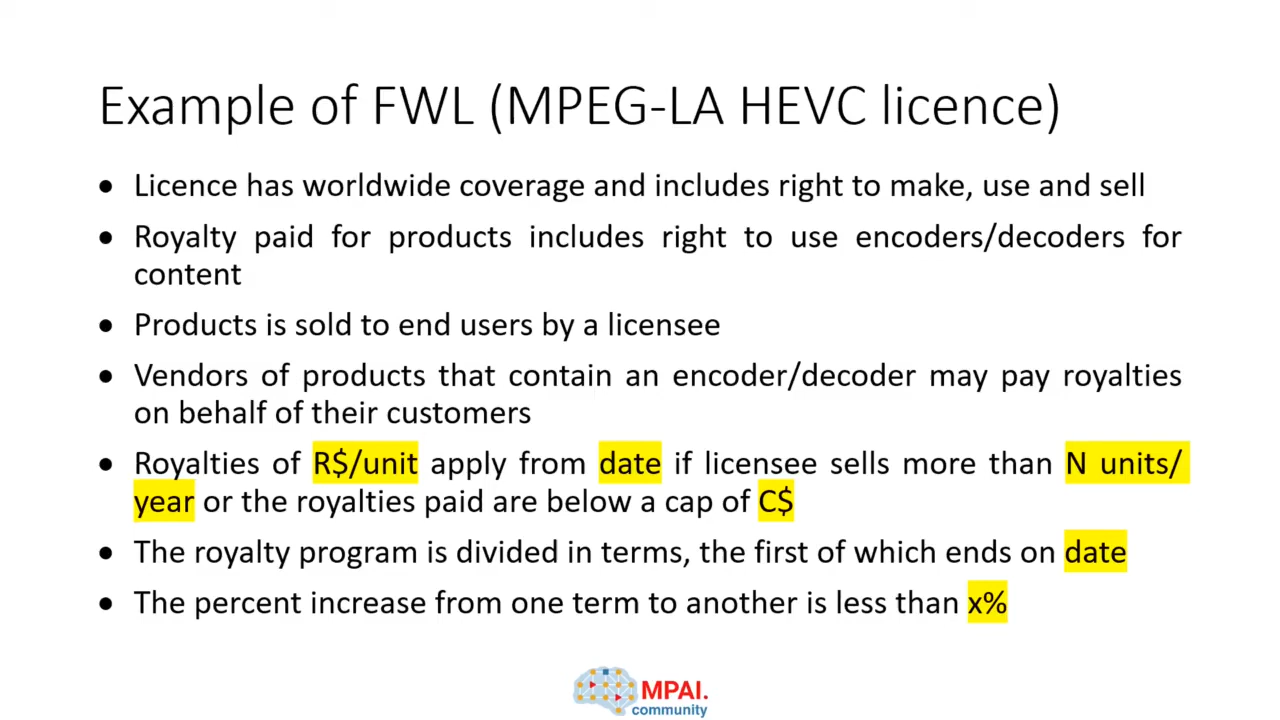 Example of FWL (MPEG-LA HEVC licence)
• Licence has worldwide coverage and includes right to make, use and sell
• Royalty paid for products includes right to use encoders/decoders for
content
• Products is sold to end users by a licensee
• Vendors of products that contain an encoder/decoder may pay royalties
on behalf of their customers
• Royalties of R$/unit apply from date if licensee sells more than N units/
year or the royalties paid are below a cap of C$
• The royalty program is divided in terms, the first of which ends on date
• The percent increase from one term to another is less than x%
MPAI.
community